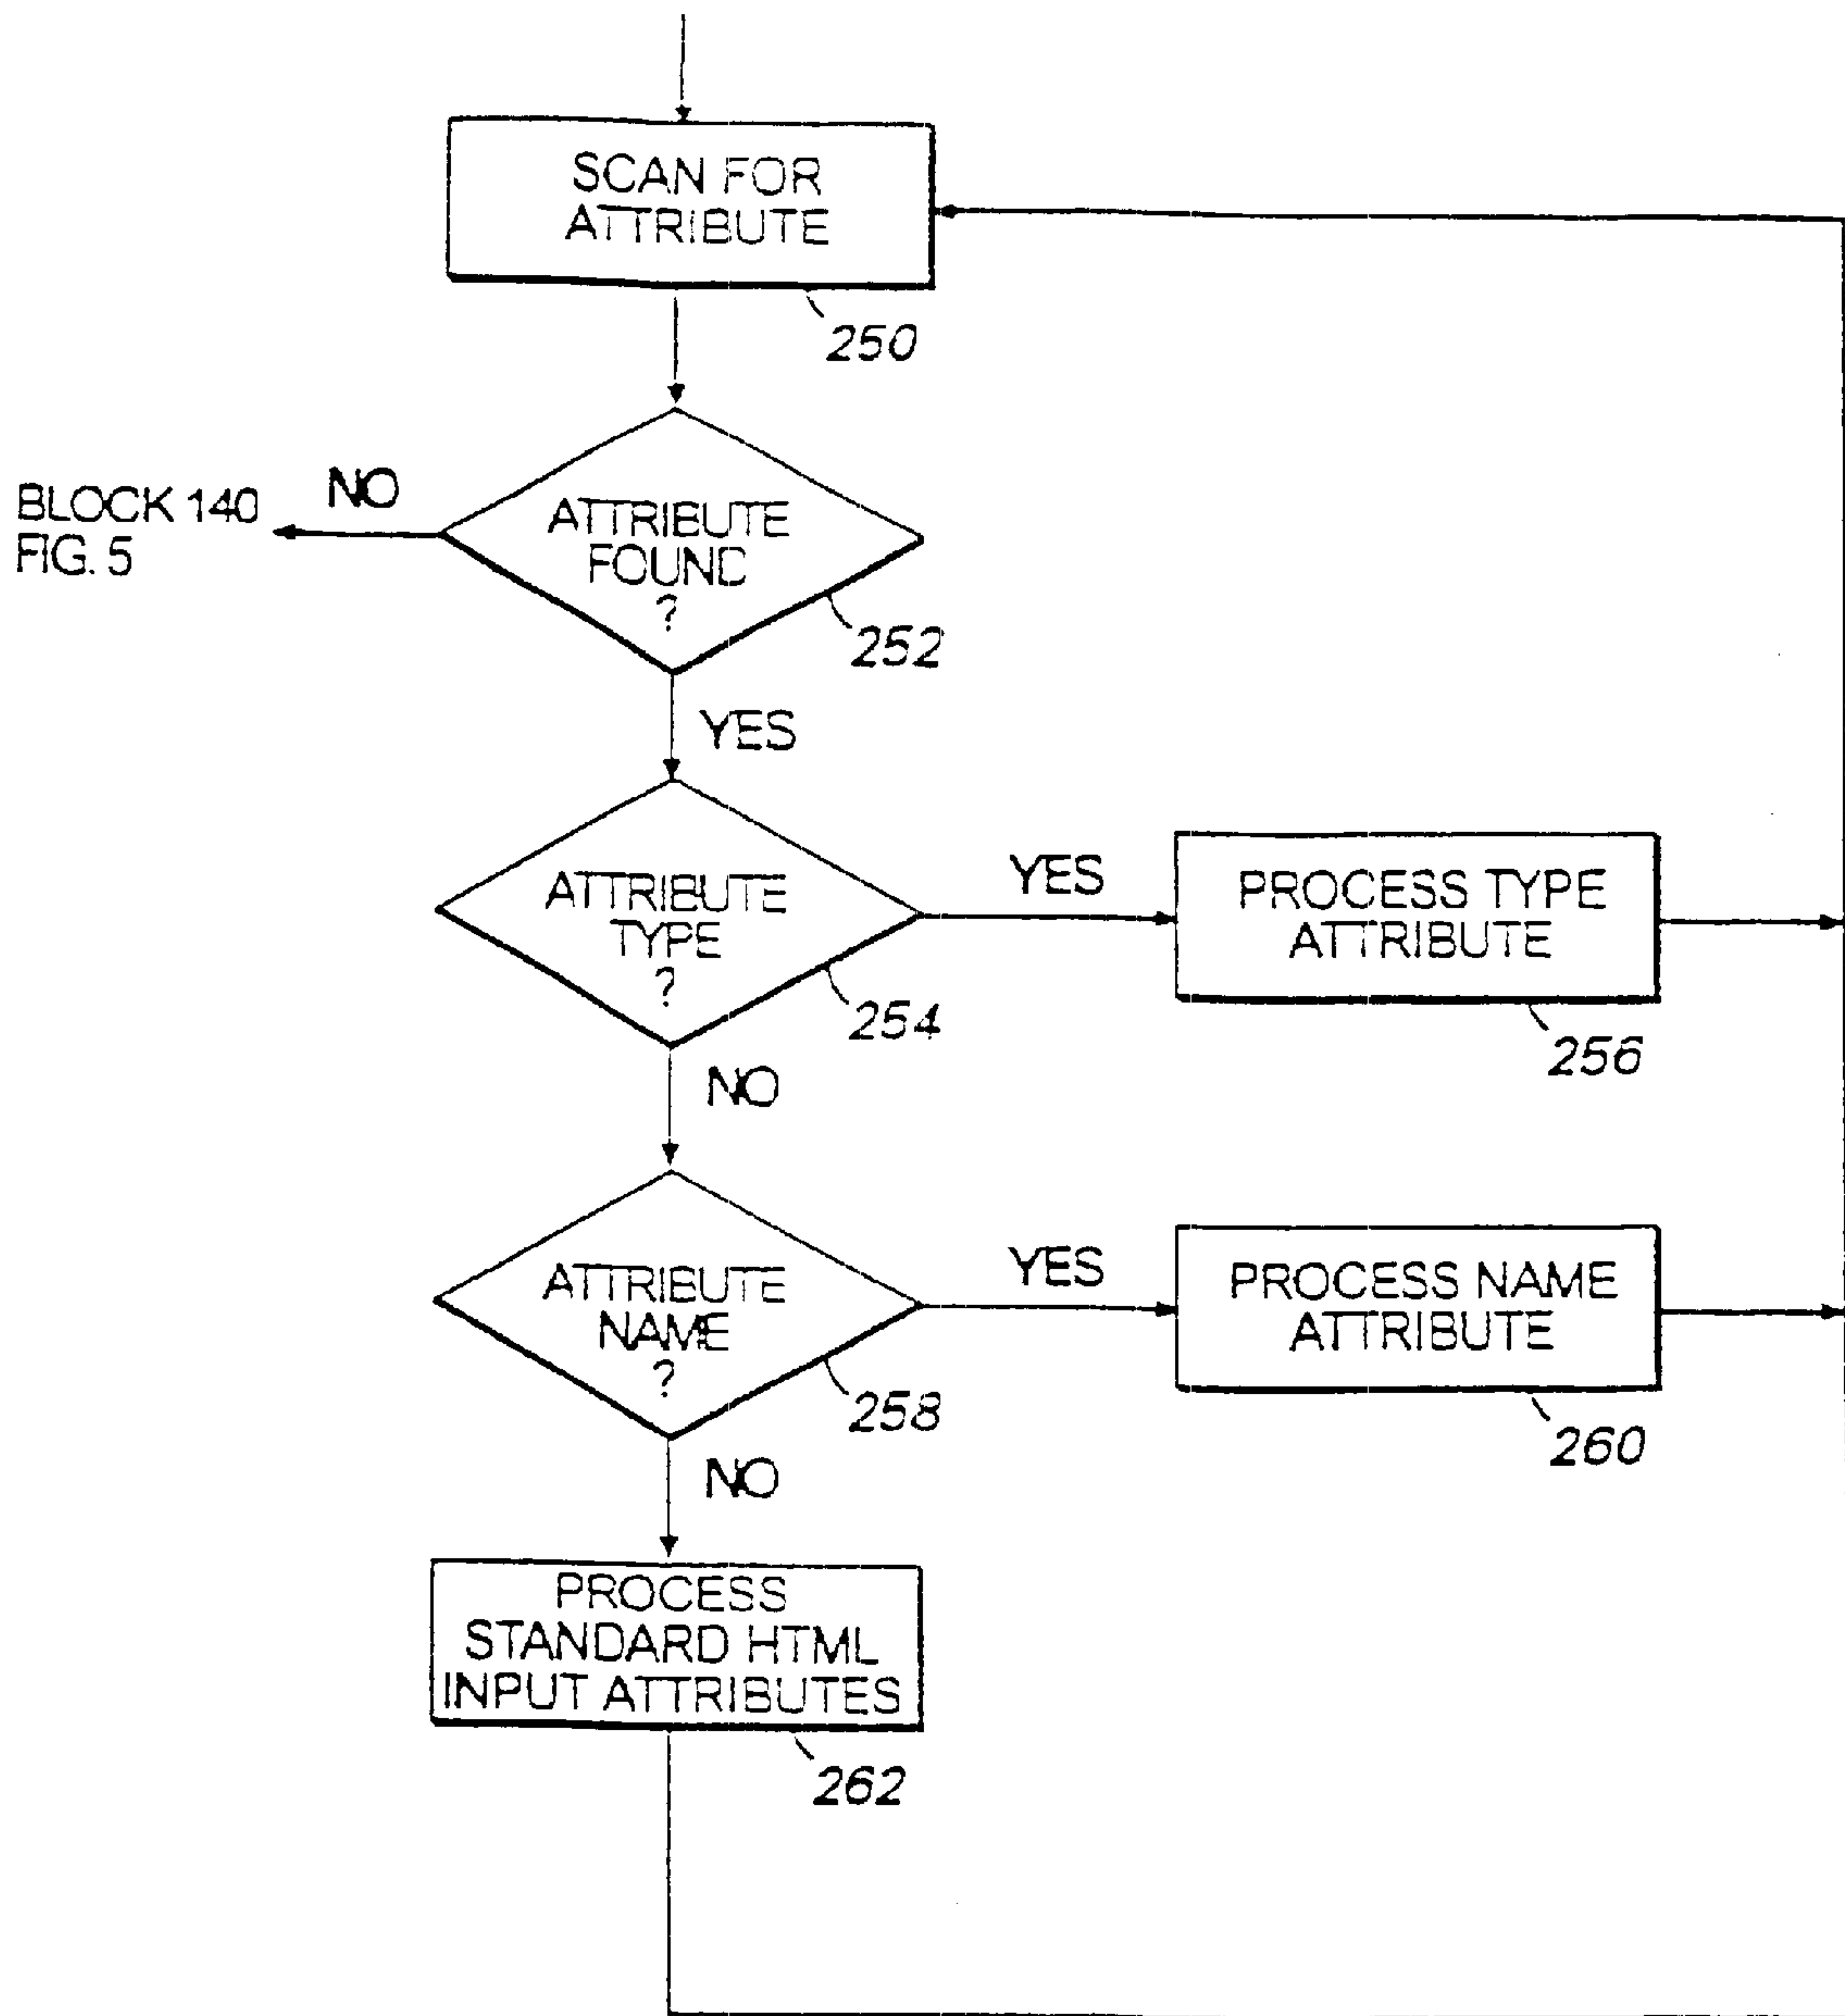 SCAN FOR
ATTRIBUTE
250
BLOCK 140
FIG. 5
NO
ATTRIBUTE
FOUND
?
252
YES
ATTRIBUTE
TYPE
?
254
YES
PROCESS TYPE
ATTRIBUTE
256
NO
ATTRIBUTE
NAME
?
258
YES
PROCESS NAME
ATTRIBUTE
260
NO
PROCESS
STANDARD HTML
INPUT ATTRIBUTES
262